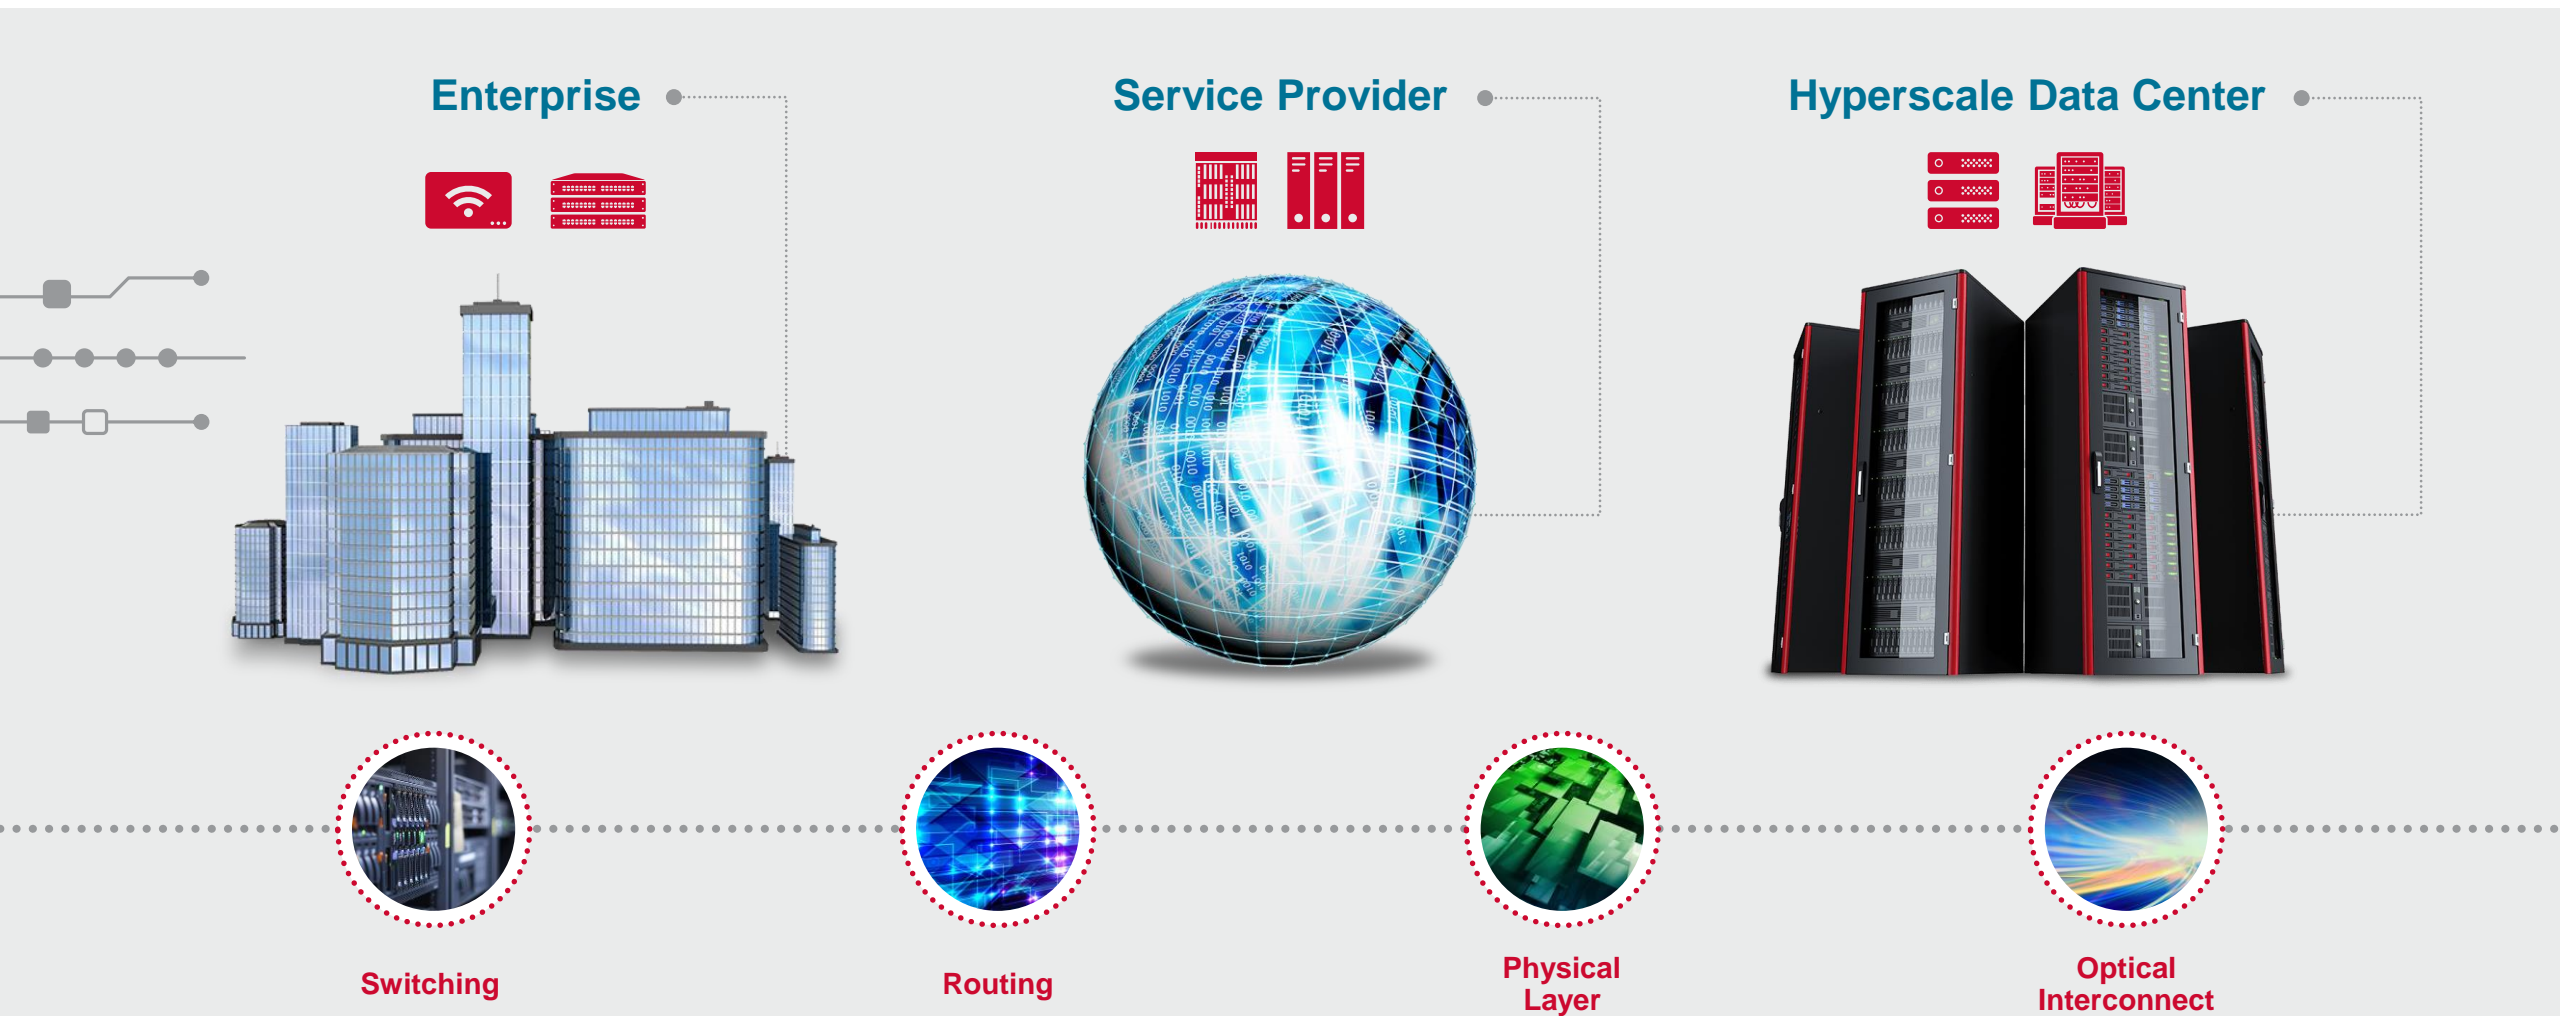 Enterprise
Service Provider
Hyperscale Data Center
Switching
Routing
Physical
Layer
Optical
Interconnect